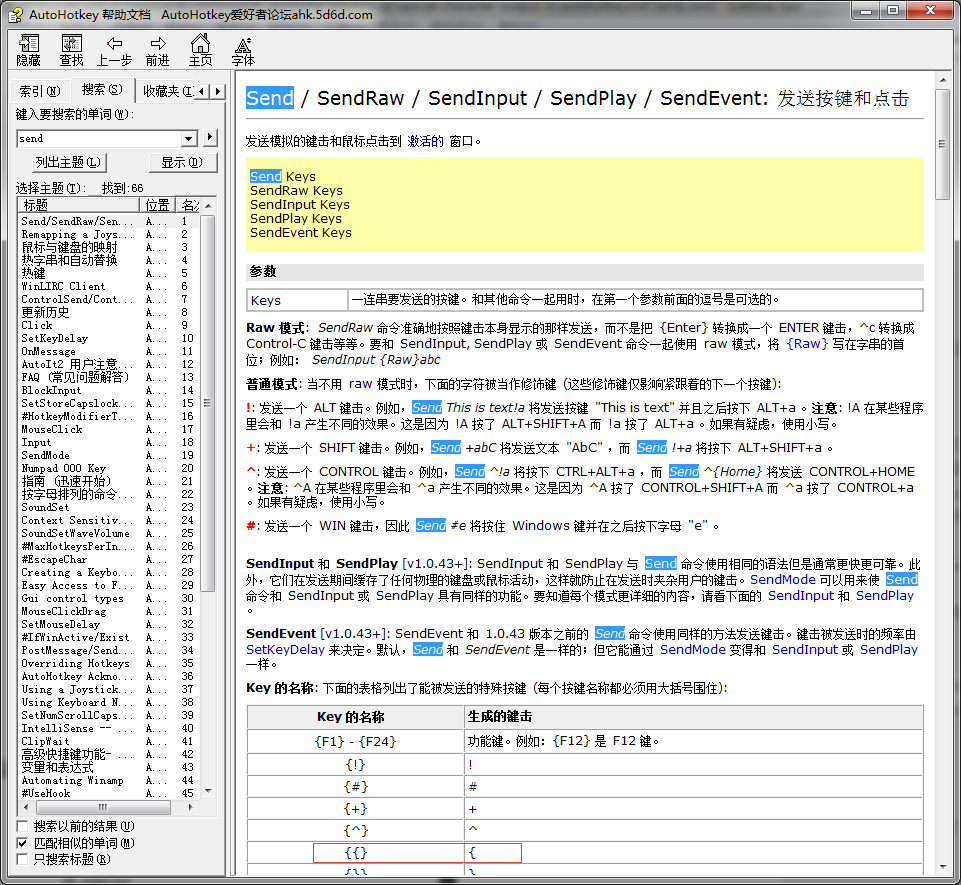 AutoHotkey 帮助文档 AutoHotkey爱好者论坛ahk.5d6d.com
隐藏 查找 上一步 前进 主页 字体
索引(N) 搜索(S) 收藏夹(I)
键入要搜索的单词(W):
send
列出主题(L) 显示(D)
选择主题(T): 找到:66
标题 位置 名次
Send/SendRaw/Sen... A... 1
Remapping a Joys... A... 2
鼠标与键盘的映射 A... 3
热字串和自动替换 A... 4
热键 A... 5
WinLIRC Client A... 6
ControlSend/Cont... A... 7
更新历史 A... 8
Click A... 9
SetKeyDelay A... 10
OnMessage A... 11
AutoIt2 用户注意... A... 12
FAQ (常见问题解答) A... 13
BlockInput A... 14
SetStoreCapslock... A... 15
#HotkeyModifierT... A... 16
MouseClick A... 17
Input A... 18
SendMode A... 19
Numpad 000 Key A... 20
指南 (迅速开始) A... 21
按字母排列的命令... A... 22
SoundSet A... 23
Context Sensitiv... A... 24
SoundSetWaveVolume A... 25
#MaxHotkeysPerIn... A... 26
#EscapeChar A... 27
Creating a Keybo... A... 28
Easy Access to F... A... 29
Gui control types A... 30
MouseClickDrag A... 31
SetMouseDelay A... 32
#IfWinActive/Exist A... 33
PostMessage/Send... A... 34
Overriding Hotkeys A... 35
AutoHotkey Ackno... A... 36
Using a Joystick... A... 37
Using Keyboard N... A... 38
SetNumScrollCaps... A... 39
IntelliSense -- ... A... 40
ClipWait A... 41
高级快捷键功能- ... A... 42
变量和表达式 A... 43
Automating Winamp A... 44
#UseHook A... 45
搜索以前的结果(U)
匹配相似的单词(M)
只搜索标题(R)
Send / SendRaw / SendInput / SendPlay / SendEvent: 发送按键和点击
发送模拟的键击和鼠标点击到 激活的 窗口。
Send Keys
SendRaw Keys
SendInput Keys
SendPlay Keys
SendEvent Keys
参数
Keys 一连串要发送的按键。和其他命令一起用时，在第一个参数前面的逗号是可选的。
Raw 模式: SendRaw 命令准确地按照键击本身显示的那样发送，而不是把 {Enter} 转换成一个 ENTER 键击，^c 转换成
Control-C 键击等等。要和 SendInput, SendPlay 或 SendEvent 命令一起使用 raw 模式，将 {Raw} 写在字串的首
位；例如: SendInput {Raw}abc
普通模式: 当不用 raw 模式时，下面的字符被当作修饰键（这些修饰键仅影响紧跟着的下一个按键）：
!: 发送一个 ALT 键击。例如，Send This is text!a 将发送按键 "This is text" 并且之后按下 ALT+a 。注意: !A 在某些程序
里会和 !a 产生不同的效果。这是因为 !A 按了 ALT+SHIFT+A 而 !a 按了 ALT+a 。如果有疑虑，使用小写。
+: 发送一个 SHIFT 键击。例如，Send +abC 将发送文本 "AbC" ，而 Send !+a 将按下 ALT+SHIFT+a 。
^: 发送一个 CONTROL 键击。例如，Send ^!a 将按下 CTRL+ALT+a ，而 Send ^{Home} 将发送 CONTROL+HOME
。注意: ^A 在某些程序里会和 ^a 产生不同的效果。这是因为 ^A 按了 CONTROL+SHIFT+A 而 ^a 按了 CONTROL+a
。如果有疑虑，使用小写。
#: 发送一个 WIN 键击，因此 Send #e 将按住 Windows 键并在之后按下字母 "e" 。
SendInput 和 SendPlay [v1.0.43+]: SendInput 和 SendPlay 与 Send 命令使用相同的语法但是通常更快更可靠。此
外，它们在发送期间缓存了任何物理的键盘或鼠标活动，这样就防止在发送时夹杂用户的键击。SendMode 可以用来使 Send
命令和 SendInput 或 SendPlay 具有同样的功能。要知道每个模式更详细的内容，请看下面的 SendInput 和 SendPlay
。
SendEvent [v1.0.43+]: SendEvent 和 1.0.43 版本之前的 Send 命令使用同样的方法发送键击。键击被发送时的频率由
SetKeyDelay 来决定。默认，Send 和 SendEvent 是一样的；但它能通过 SendMode 变得和 SendInput 或 SendPlay
一样。
Key 的名称: 下面的表格列出了能被发送的特殊按键（每个按键名称都必须用大括号围住）：
Key 的名称 生成的键击
{F1} - {F24} 功能键。例如：{F12} 是 F12 键。
{!} !
{#} #
{+} +
{^} ^
{{} {
{}} }